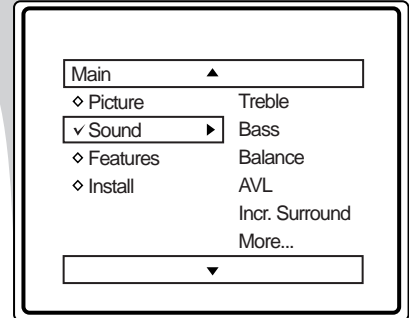 Main
Picture Treble
Sound Bass
Features Balance
Install AVL
Incr. Surround
More...